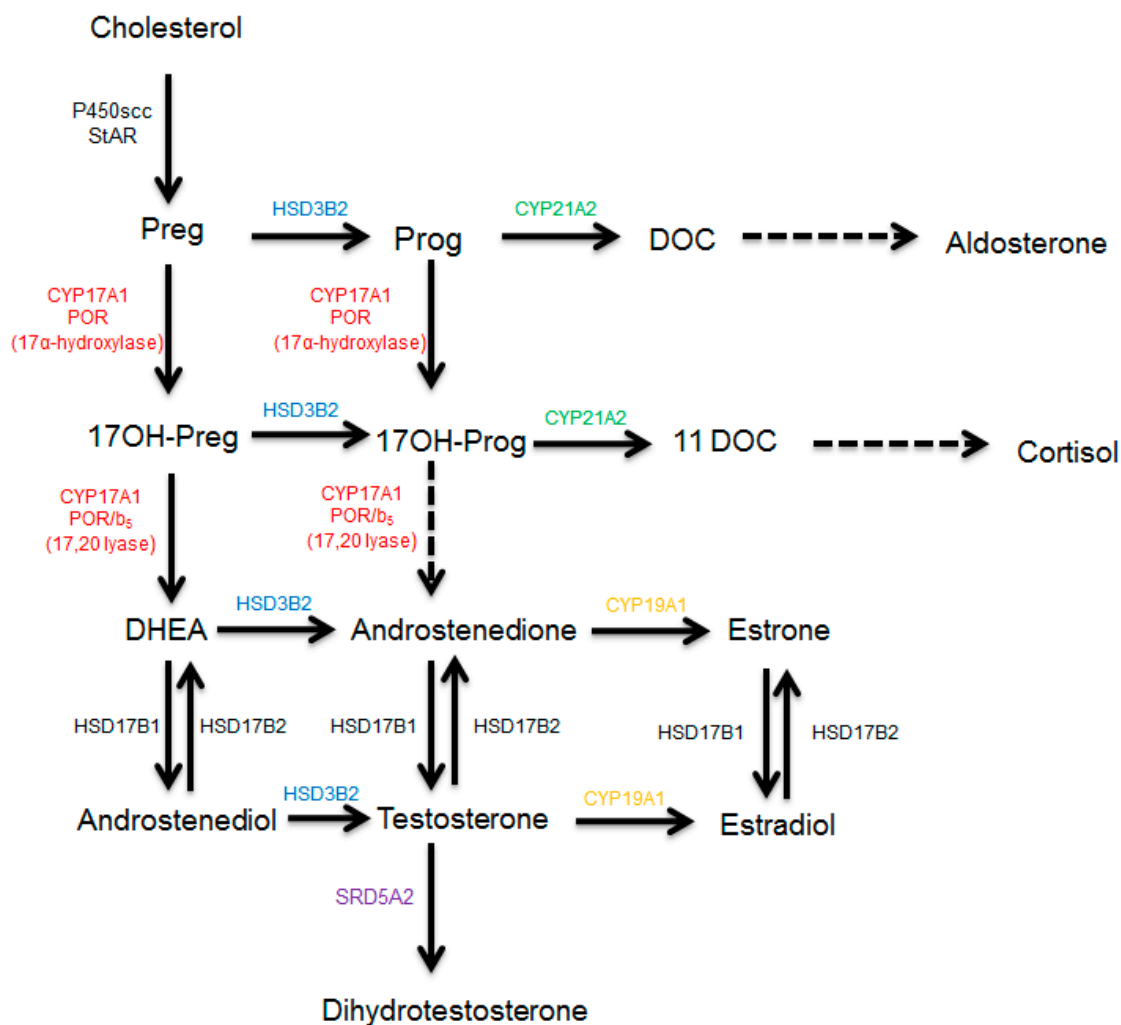 Cholesterol
P450scc
StAR
HSD3B2
CYP21A2
Preg
Prog
DOC
Aldosterone
CYP17A1
POR
(17α-hydroxylase)
CYP17A1
POR
(17α-hydroxylase)
HSD3B2
CYP21A2
17OH-Preg
17OH-Prog
11 DOC
Cortisol
CYP17A1
POR/b₅
(17,20 lyase)
CYP17A1
POR/b₅
(17,20 lyase)
HSD3B2
CYP19A1
DHEA
Androstenedione
Estrone
HSD17B1
HSD17B2
HSD17B1
HSD17B2
HSD17B1
HSD17B2
HSD3B2
CYP19A1
Androstenediol
Testosterone
Estradiol
SRD5A2
Dihydrotestosterone